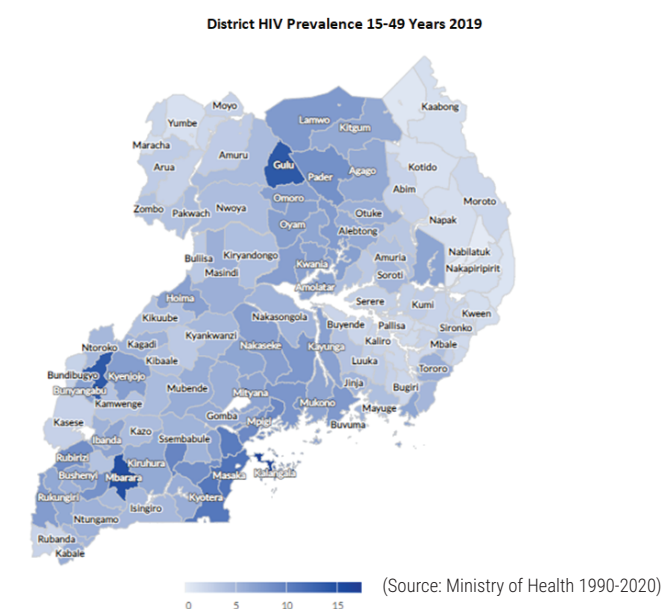 District HIV Prevalence 15-49 Years 2019
Kaabong
Moyo
Yumbe
Lamwo
Kitgum
Maracha
Arua
Amuru
Gulu
Pader
Agago
Kotido
Abim
Moroto
Omoro
Zombo
Pakwach
Nwoya
Otuke
Napak
Oyam
Alebtong
Buliisa
Kiryandongo
Kwania
Amuria
Nabilatuk
Masindi
Soroti
Nakapiripirit
Amolatar
Hoima
Serere
Kumi
Kween
Kikuube
Nakasongola
Buyende
Pallisa
Sironko
Kyankwanzi
Kaliro
Mbale
Ntoroko
Kagadi
Nakaseke
Kayunga
Kibaale
Luuka
Tororo
Bundibugyo
Kyenjojo
Bunyangabu
Mubende
Mityana
Jinja
Bugiri
Kamwenge
Mukono
Mayuge
Kasese
Gomba
Mpigi
Buvuma
Kazo
Ibanda
Ssembabule
Rubirizi
Kiruhura
Bushenyi
Mbarara
Masaka
Kalangala
Rukungiri
Kyotera
Isingiro
Ntungamo
Rubanda
Kabale
0 5 10 15
(Source: Ministry of Health 1990-2020)